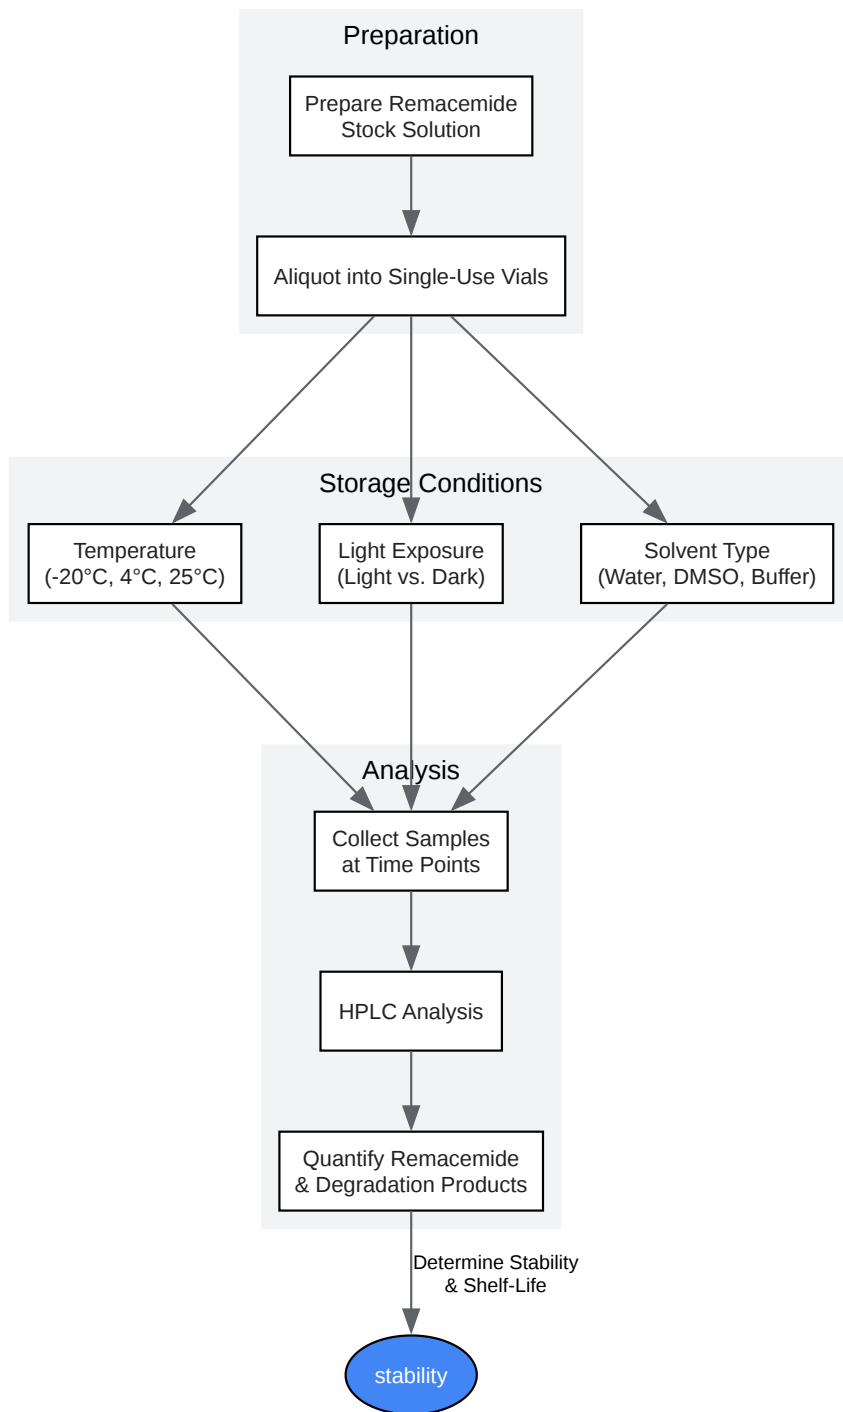 Preparation
Prepare Remacemide
Stock Solution
Aliquot into Single-Use Vials
Storage Conditions
Temperature
(-20°C, 4°C, 25°C)
Light Exposure
(Light vs. Dark)
Solvent Type
(Water, DMSO, Buffer)
Analysis
Collect Samples
at Time Points
HPLC Analysis
Quantify Remacemide
& Degradation Products
Determine Stability
& Shelf-Life
stability